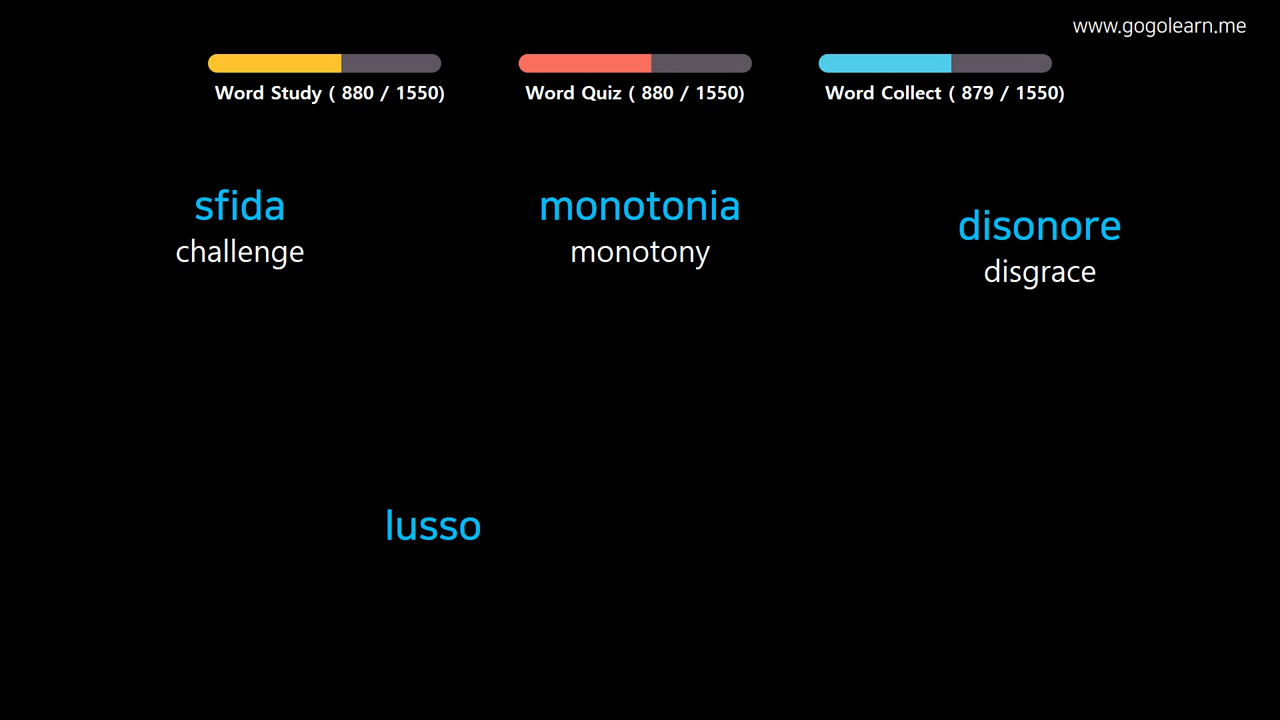 www.gogolearn.me
Word Study ( 880 / 1550)
Word Quiz ( 880 / 1550)
Word Collect ( 879 / 1550)
sfida
challenge
monotonia
monotony
disonore
disgrace
lusso